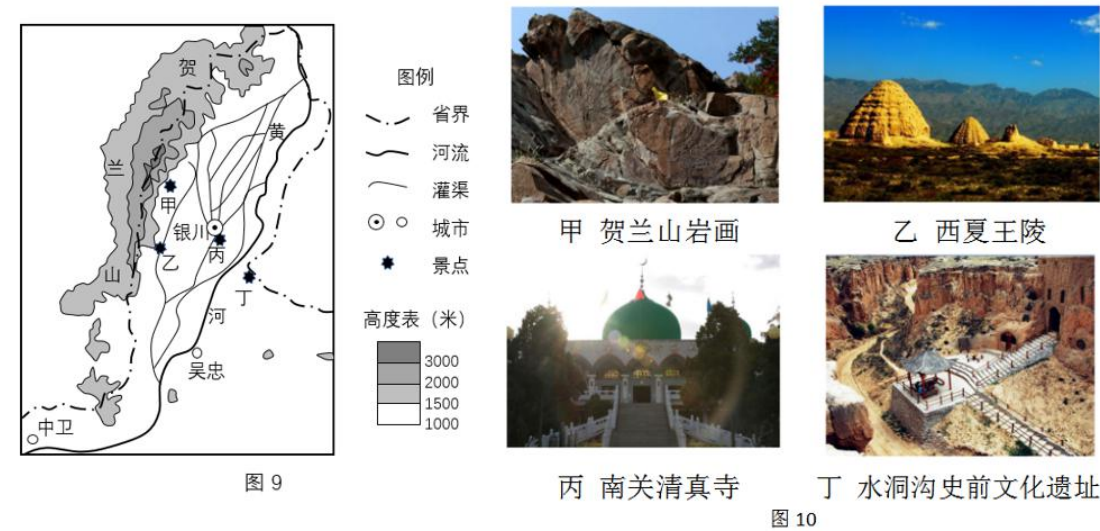 贺
兰
山
黄
河
甲
银川
乙
丙
丁
吴忠
中卫
图例
省界
河流
灌渠
城市
景点
高度表（米）
3000
2000
1500
1000
图 9
甲 贺兰山岩画
乙 西夏王陵
丙 南关清真寺
丁 水洞沟史前文化遗址
图 10